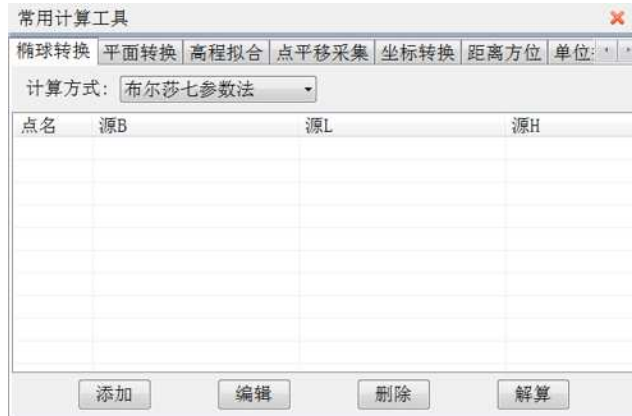 常用计算工具
椭球转换 平面转换 高程拟合 点平移采集 坐标转换 距离方位 单位
计算方式: 布尔莎七参数法
点名 源B 源L 源H
添加 编辑 删除 解算